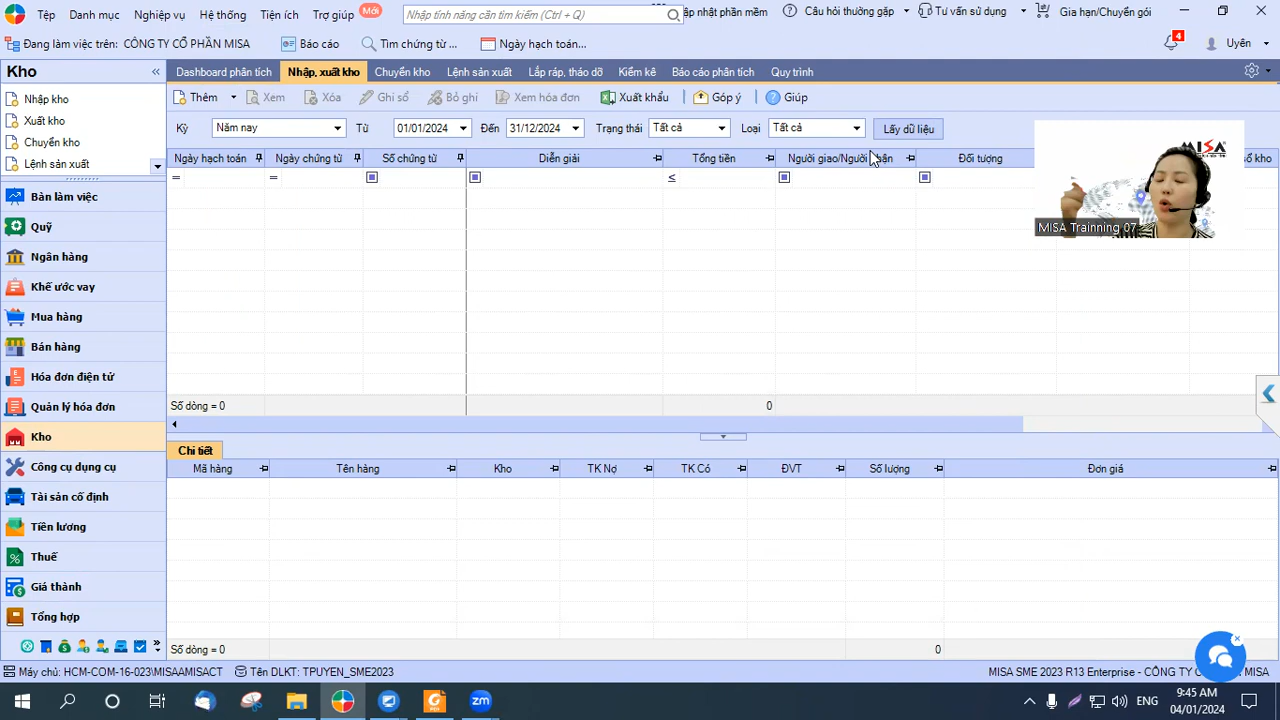 Tệp
Danh mục
Nghiệp vụ
Hệ thống
Tiện ích
Trợ giúp
Mới
Nhập tính năng cần tìm kiếm (Ctrl + Q)
nhật phần mềm
Câu hỏi thường gặp
Tư vấn sử dụng
Gia hạn/Chuyển gói
Đang làm việc trên: CÔNG TY CỔ PHẦN MISA
Báo cáo
Tìm chứng từ ...
Ngày hạch toán...
4
Uyên
Kho
Dashboard phân tích
Nhập, xuất kho
Chuyển kho
Lệnh sản xuất
Lắp ráp, tháo dỡ
Kiểm kê
Báo cáo phân tích
Quy trình
Nhập kho
Xuất kho
Chuyển kho
Lệnh sản xuất
Thêm
Xem
Xóa
Ghi sổ
Bỏ ghi
Xem hóa đơn
Xuất khẩu
Góp ý
Giúp
Kỳ
Năm nay
Từ
01/01/2024
Đến
31/12/2024
Trạng thái
Tất cả
Loại
Tất cả
Lấy dữ liệu
Ngày hạch toán
Ngày chứng từ
Số chứng từ
Diễn giải
Tổng tiền
Người giao/Người nhận
Đối tượng
kho
= = ≤
MISA
MISA Trainning 07
Số dòng = 0
0
Bàn làm việc
Quỹ
Ngân hàng
Khế ước vay
Mua hàng
Bán hàng
Hóa đơn điện tử
Quản lý hóa đơn
Kho
Công cụ dụng cụ
Tài sản cố định
Tiền lương
Thuế
Giá thành
Tổng hợp
Chi tiết
Mã hàng
Tên hàng
Kho
TK Nợ
TK Có
ĐVT
Số lượng
Đơn giá
Số dòng = 0
0
Máy chủ: HCM-COM-16-023\MISAAMISACT
Tên DLKT: TPUYEN_SME2023
MISA SME 2023 R13 Enterprise - CÔNG TY
MISA
zm
ENG
9:45 AM
04/01/2024